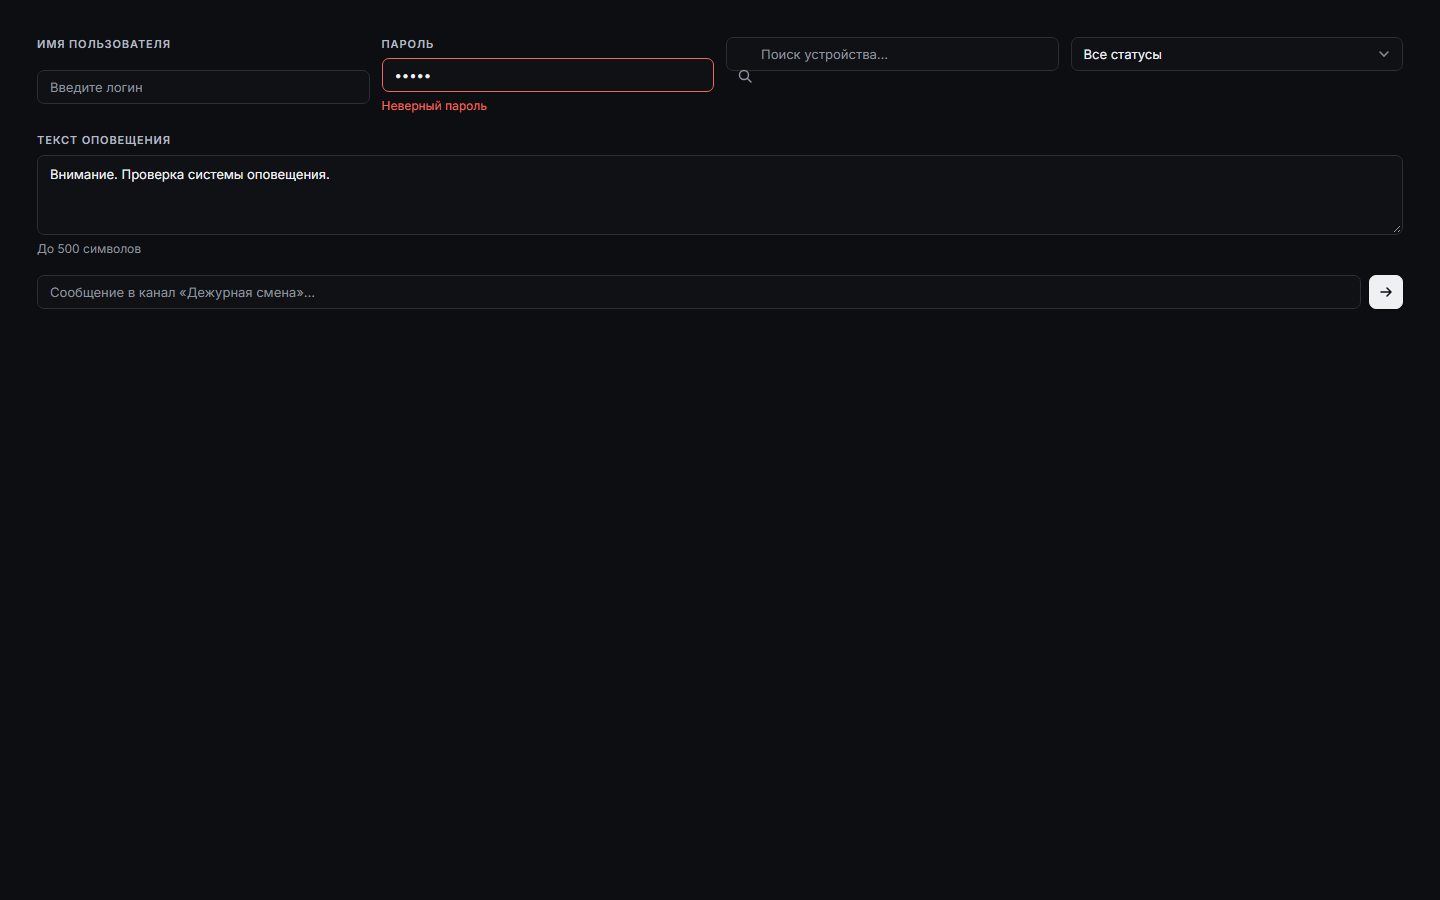 ИМЯ ПОЛЬЗОВАТЕЛЯ
Введите логин
ПАРОЛЬ
•••••
Неверный пароль
Поиск устройства...
Все статусы
ТЕКСТ ОПОВЕЩЕНИЯ
Внимание. Проверка системы оповещения.
До 500 символов
Сообщение в канал «Дежурная смена»...